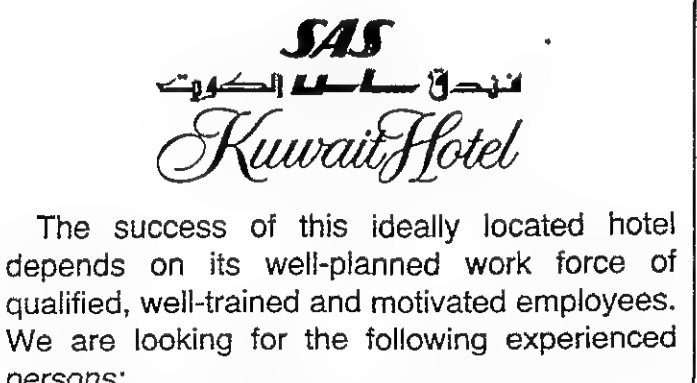 SAS
فندق ساس الكويت
Kuwait Hotel
The success of this ideally located hotel
depends on its well-planned work force of
qualified, well-trained and motivated employees.
We are looking for the following experienced
persons: